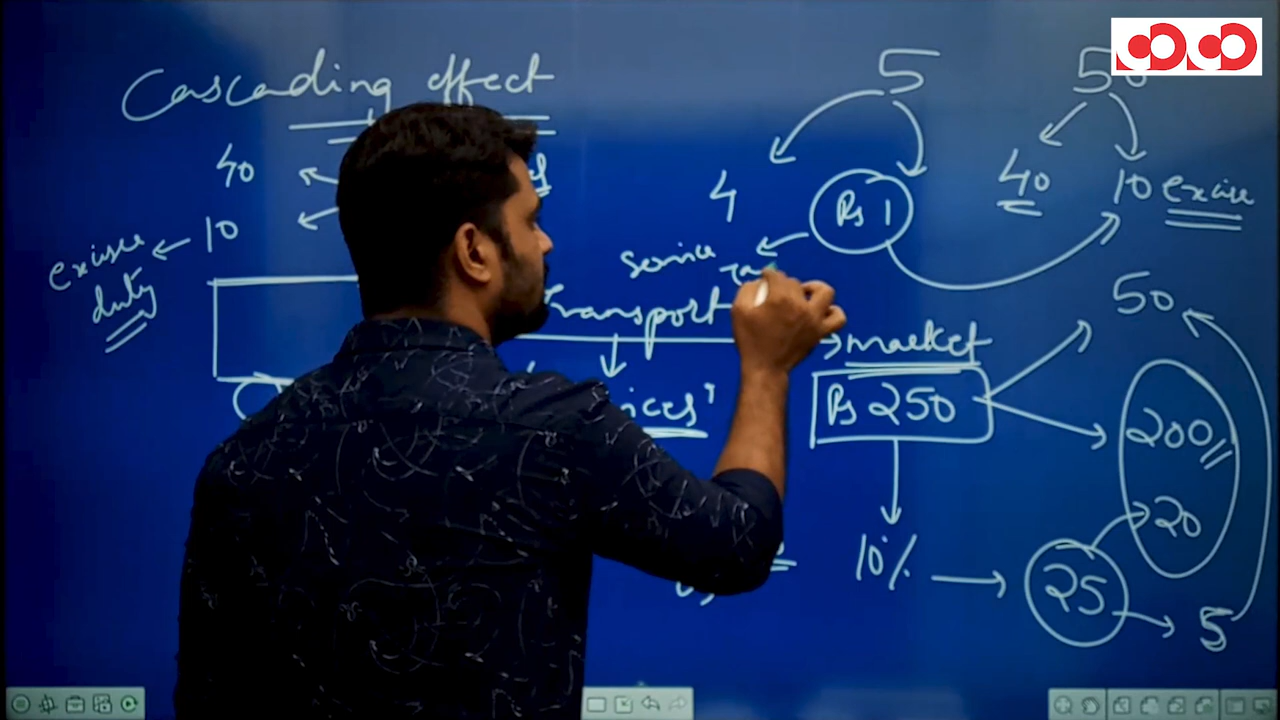 Cascading effect
5
50
40
4
Rs 1
40
10 excise
10
excise
duty
Service
Transport
50
market
Rs 250
200
20
10%
25
5